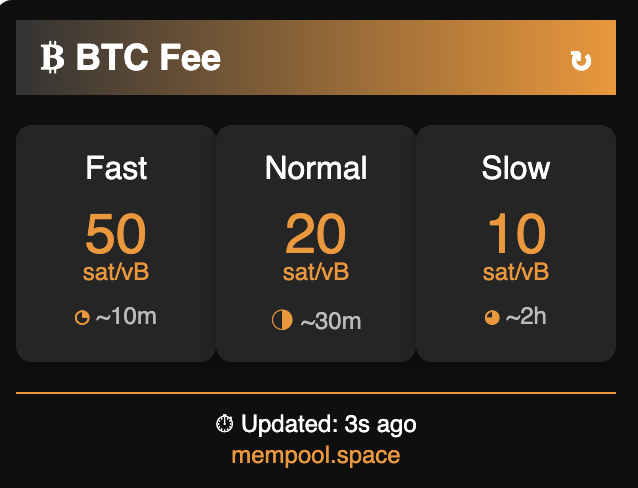 ₿ BTC Fee ↻
Fast
50
sat/vB
◔ ~10m
Normal
20
sat/vB
◑ ~30m
Slow
10
sat/vB
◕ ~2h
⏱ Updated: 3s ago
mempool.space